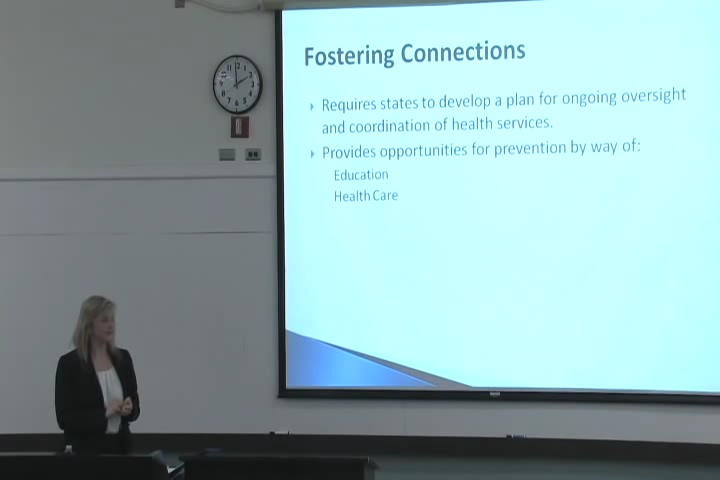 Fostering Connections
Requires states to develop a plan for ongoing oversight
and coordination of health services.
Provides opportunities for prevention by way of:
Education
Health Care